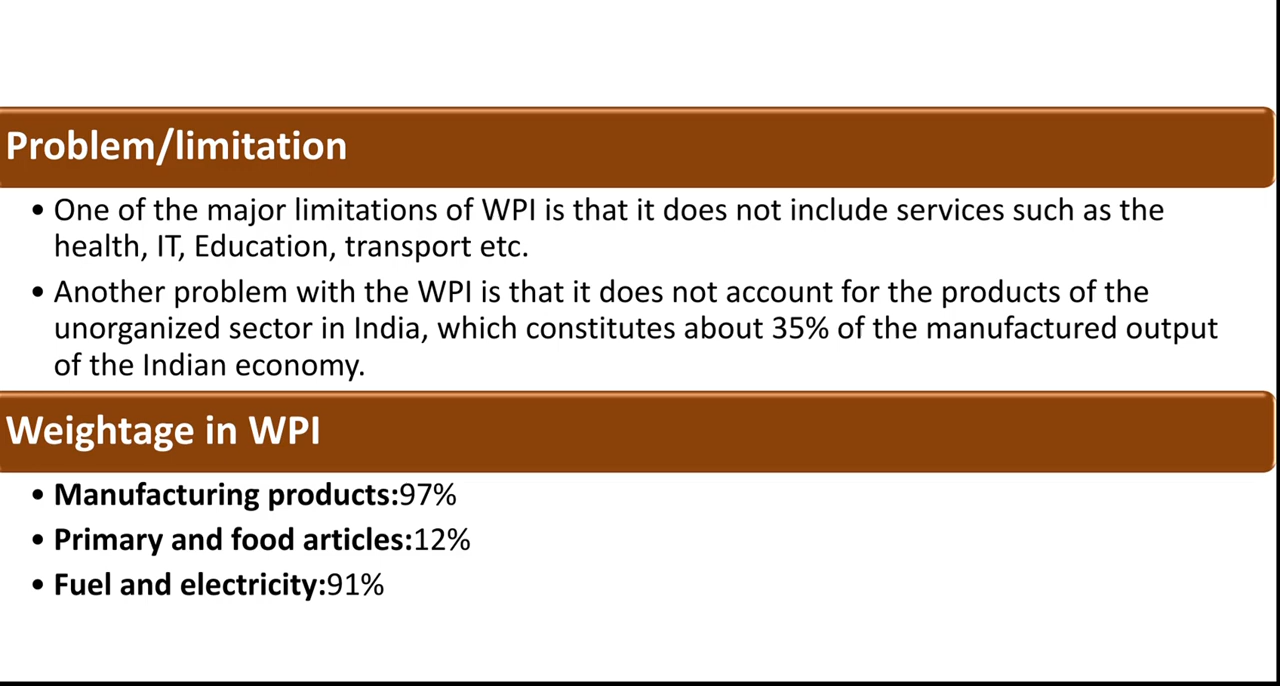 Problem/limitation
• One of the major limitations of WPI is that it does not include services such as the
health, IT, Education, transport etc.
• Another problem with the WPI is that it does not account for the products of the
unorganized sector in India, which constitutes about 35% of the manufactured output
of the Indian economy.
Weightage in WPI
• Manufacturing products:97%
• Primary and food articles:12%
• Fuel and electricity:91%